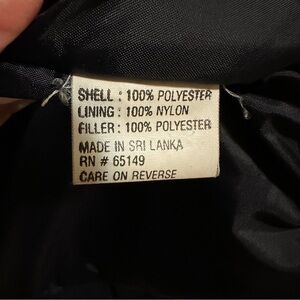 SHELL : 100% POLYESTER
LINING : 100% NYLON
FILLER : 100% POLYESTER
MADE IN SRI LANKA
RN # 65149
CARE ON REVERSE